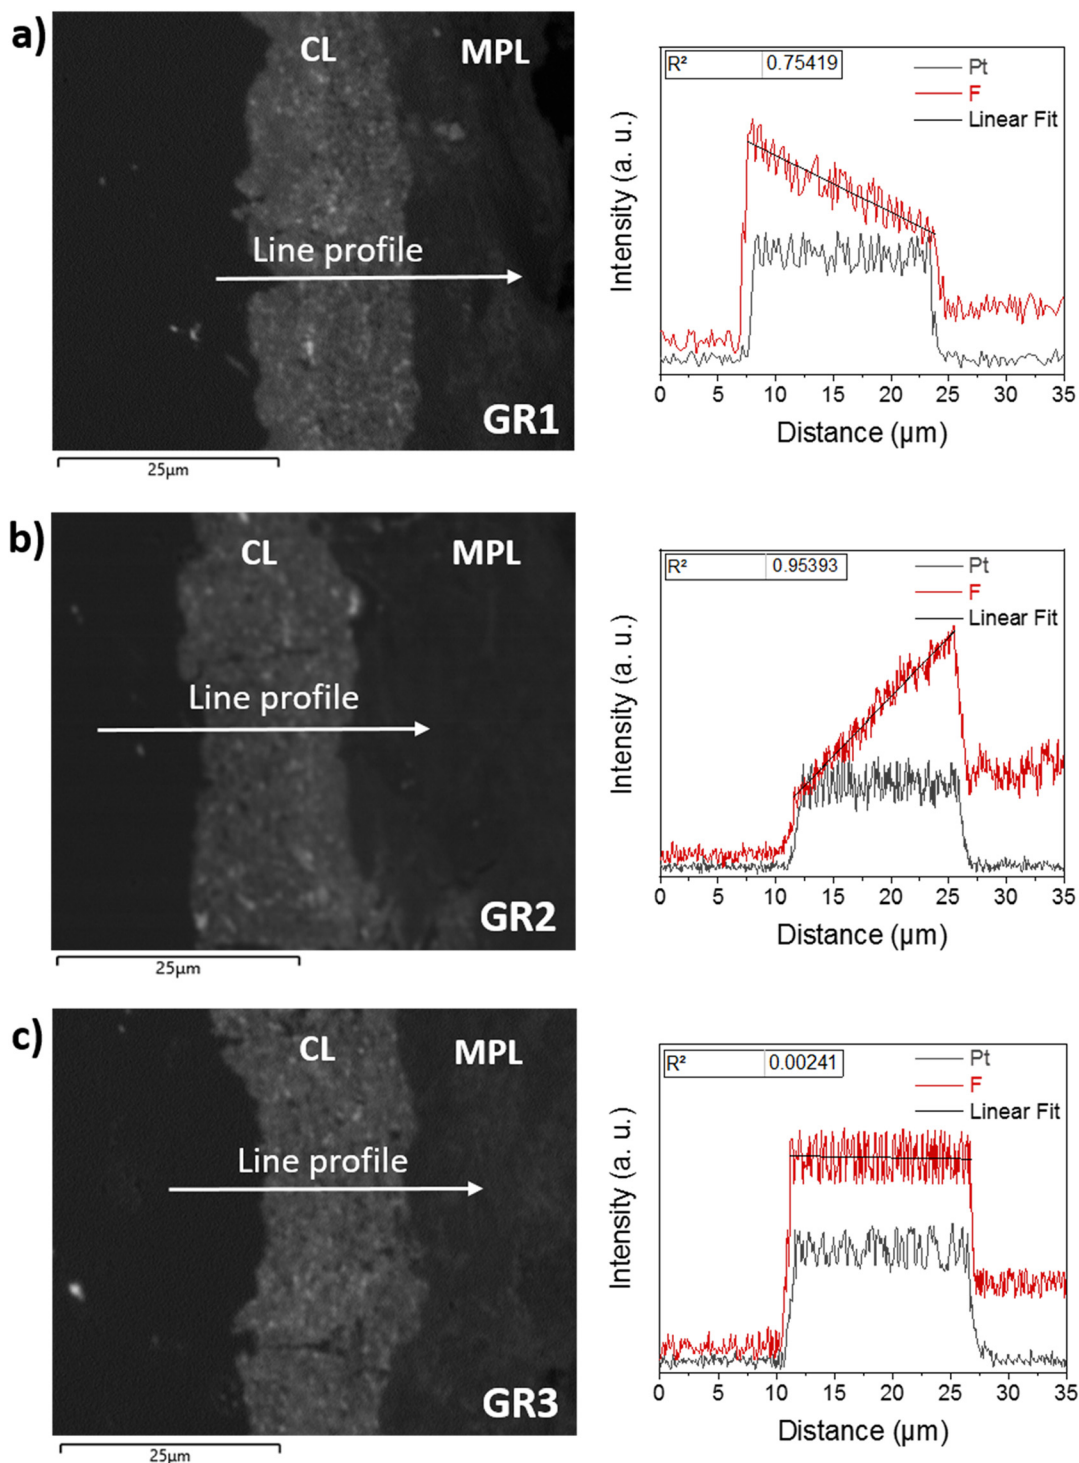 a)
CL
MPL
Line profile
GR1
25µm
R² 0.75419
Pt
F
Linear Fit
Intensity (a. u.)
0 5 10 15 20 25 30 35
Distance (µm)
b)
CL
MPL
Line profile
GR2
25µm
R² 0.95393
Pt
F
Linear Fit
Intensity (a. u.)
0 5 10 15 20 25 30 35
Distance (µm)
c)
CL
MPL
Line profile
GR3
25µm
R² 0.00241
Pt
F
Linear Fit
Intensity (a. u.)
0 5 10 15 20 25 30 35
Distance (µm)